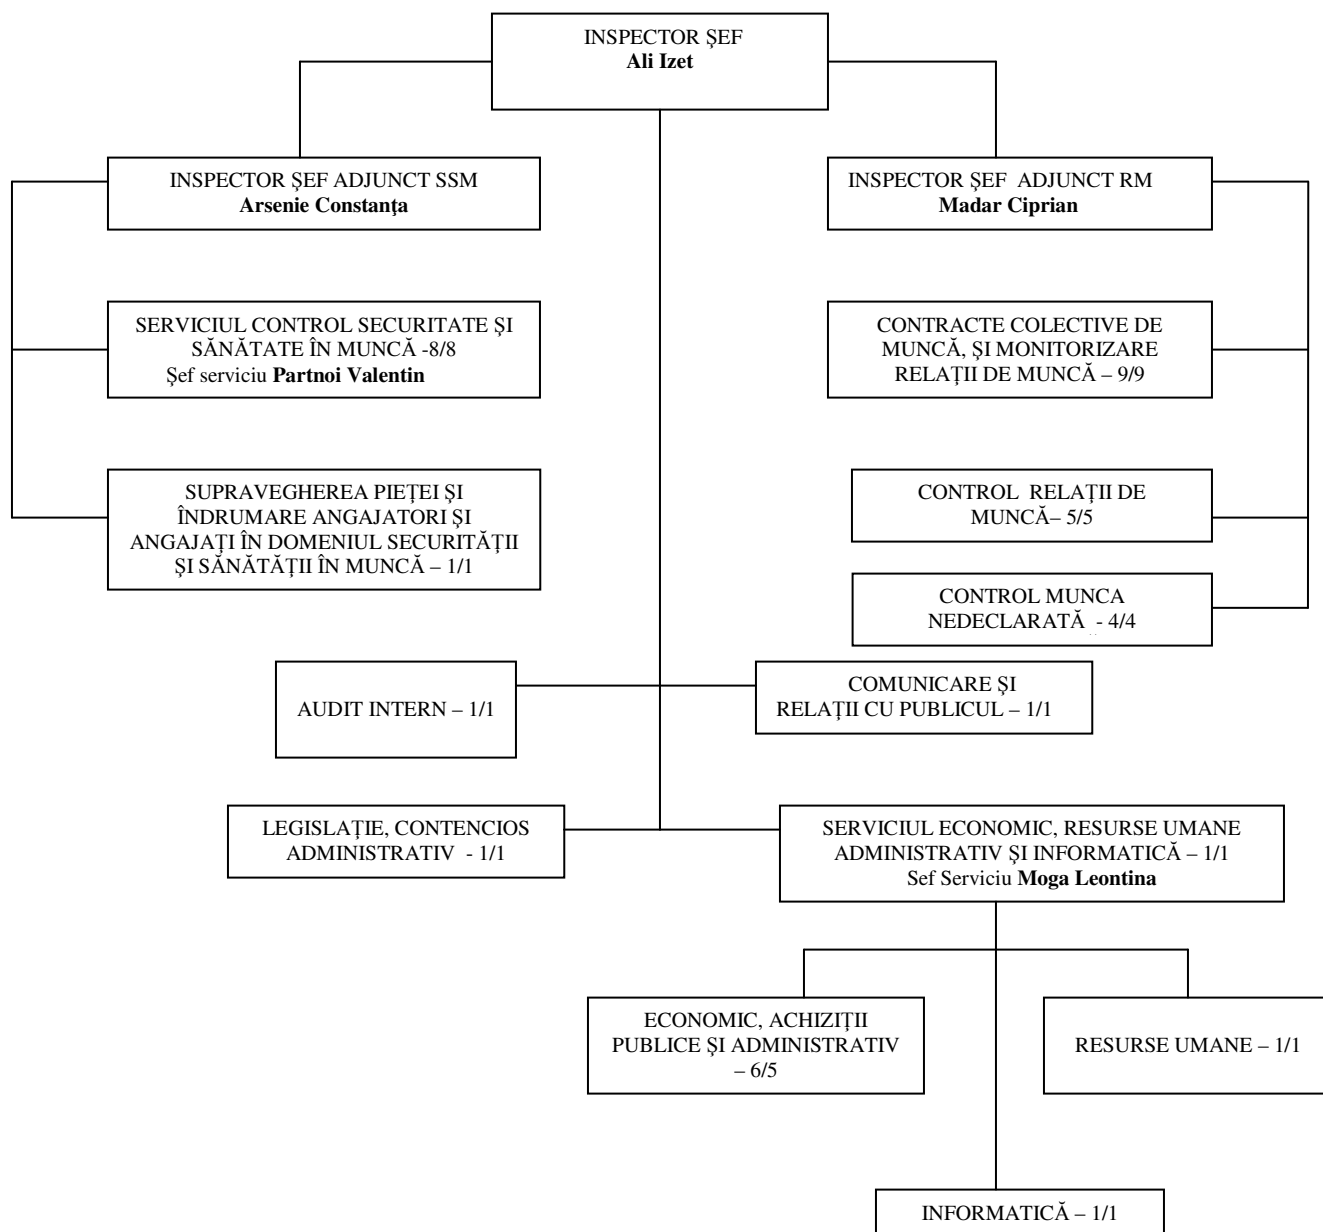 INSPECTOR ŞEF
Ali Izet
INSPECTOR ŞEF ADJUNCT SSM
Arsenie Constanţa
INSPECTOR ŞEF ADJUNCT RM
Madar Ciprian
SERVICIUL CONTROL SECURITATE ŞI
SĂNĂTATE ÎN MUNCĂ -8/8
Şef serviciu Partnoi Valentin
CONTRACTE COLECTIVE DE
MUNCĂ, ŞI MONITORIZARE
RELAŢII DE MUNCĂ – 9/9
SUPRAVEGHEREA PIEŢEI ŞI
ÎNDRUMARE ANGAJATORI ŞI
ANGAJAŢI ÎN DOMENIUL SECURITĂŢII
ŞI SĂNĂTĂŢII ÎN MUNCĂ – 1/1
CONTROL RELAŢII DE
MUNCĂ– 5/5
CONTROL MUNCA
NEDECLARATĂ - 4/4
AUDIT INTERN – 1/1
COMUNICARE ŞI
RELAŢII CU PUBLICUL – 1/1
LEGISLAŢIE, CONTENCIOS
ADMINISTRATIV - 1/1
SERVICIUL ECONOMIC, RESURSE UMANE
ADMINISTRATIV ŞI INFORMATICĂ – 1/1
Sef Serviciu Moga Leontina
ECONOMIC, ACHIZIŢII
PUBLICE ŞI ADMINISTRATIV
– 6/5
RESURSE UMANE – 1/1
INFORMATICĂ – 1/1